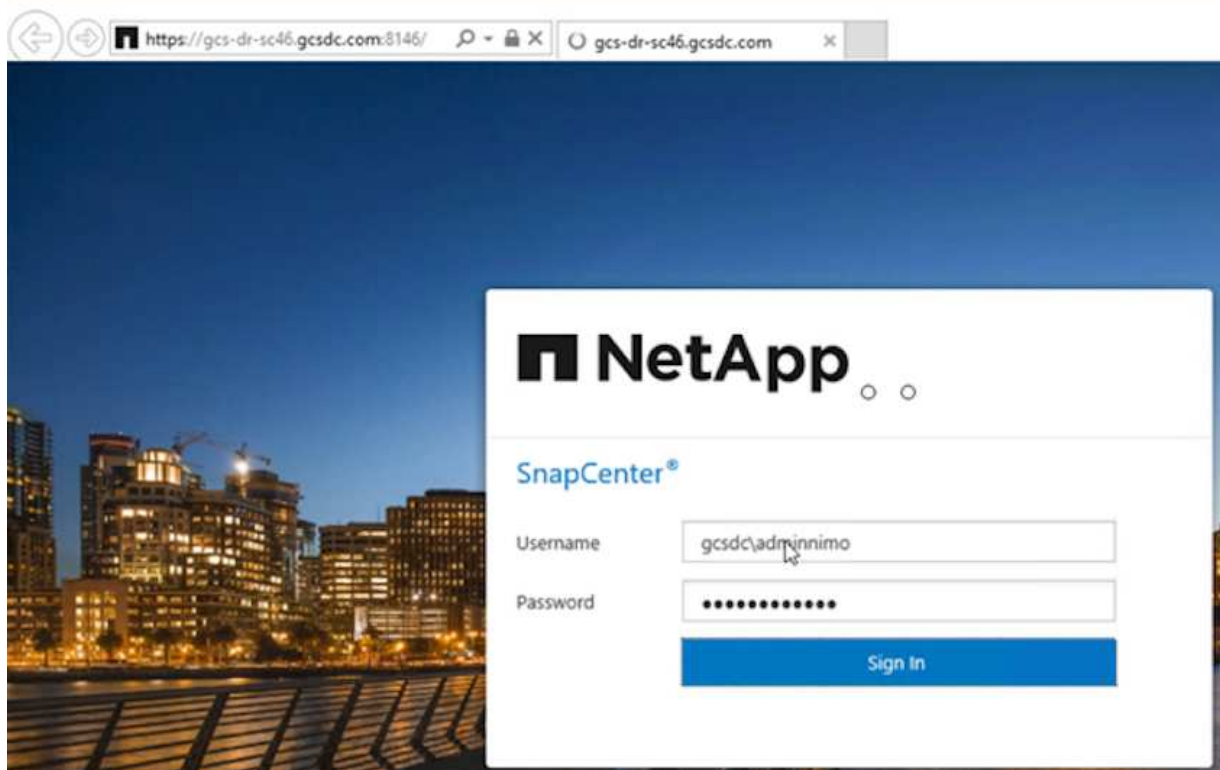 https://gcs-dr-sc46.gcsdc.com:8146/
gcs-dr-sc46.gcsdc.com
NetApp
SnapCenter®
Username
gcsdc\adminnimo
Password
••••••••••••
Sign In